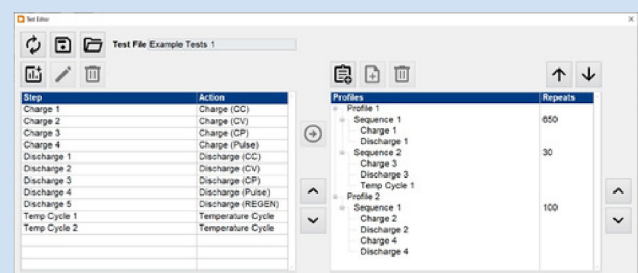 Test Editor
Test File Example Tests 1
Step Action
Charge 1 Charge (CC)
Charge 2 Charge (CV)
Charge 3 Charge (CP)
Charge 4 Charge (Pulse)
Discharge 1 Discharge (CC)
Discharge 2 Discharge (CV)
Discharge 3 Discharge (CP)
Discharge 4 Discharge (Pulse)
Discharge 5 Discharge (REGEN)
Temp Cycle 1 Temperature Cycle
Temp Cycle 2 Temperature Cycle
Profiles Repeats
Profile 1
Sequence 1 650
Charge 1
Discharge 1
Sequence 2 30
Charge 3
Discharge 3
Temp Cycle 1
Profile 2
Sequence 1 100
Charge 2
Discharge 2
Charge 4
Discharge 4